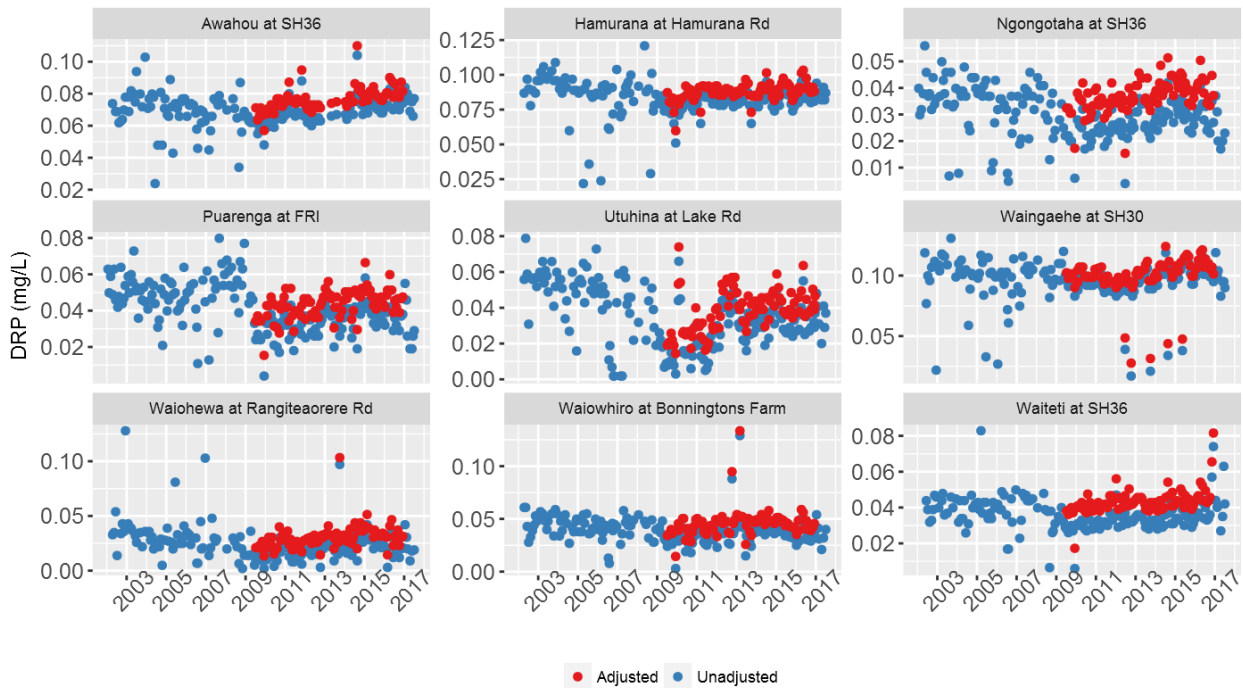 Awahou at SH36
Hamurana at Hamurana Rd
Ngongotaha at SH36
0.10
0.08
0.06
0.04
0.02
0.125
0.100
0.075
0.050
0.025
0.05
0.04
0.03
0.02
0.01
Puarenga at FRI
Utuhina at Lake Rd
Waingaehe at SH30
0.08
0.06
0.04
0.02
0.08
0.06
0.04
0.02
0.00
0.10
0.05
DRP (mg/L)
Waiohewa at Rangiteaorere Rd
Waiowhiro at Bonningtons Farm
Waiteti at SH36
0.10
0.05
0.00
0.10
0.05
0.00
0.08
0.06
0.04
0.02
2003 2005 2007 2009 2011 2013 2015 2017
2003 2005 2007 2009 2011 2013 2015 2017
2003 2005 2007 2009 2011 2013 2015 2017
Adjusted Unadjusted